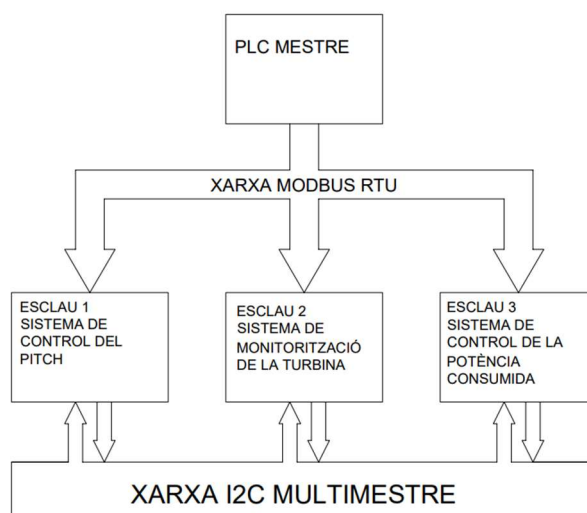 PLC MESTRE
XARXA MODBUS RTU
ESCLAU 1
SISTEMA DE
CONTROL DEL
PITCH
ESCLAU 2
SISTEMA DE
MONITORITZACIÓ
DE LA TURBINA
ESCLAU 3
SISTEMA DE
CONTROL DE LA
POTÈNCIA
CONSUMIDA
XARXA I2C MULTIMESTRE